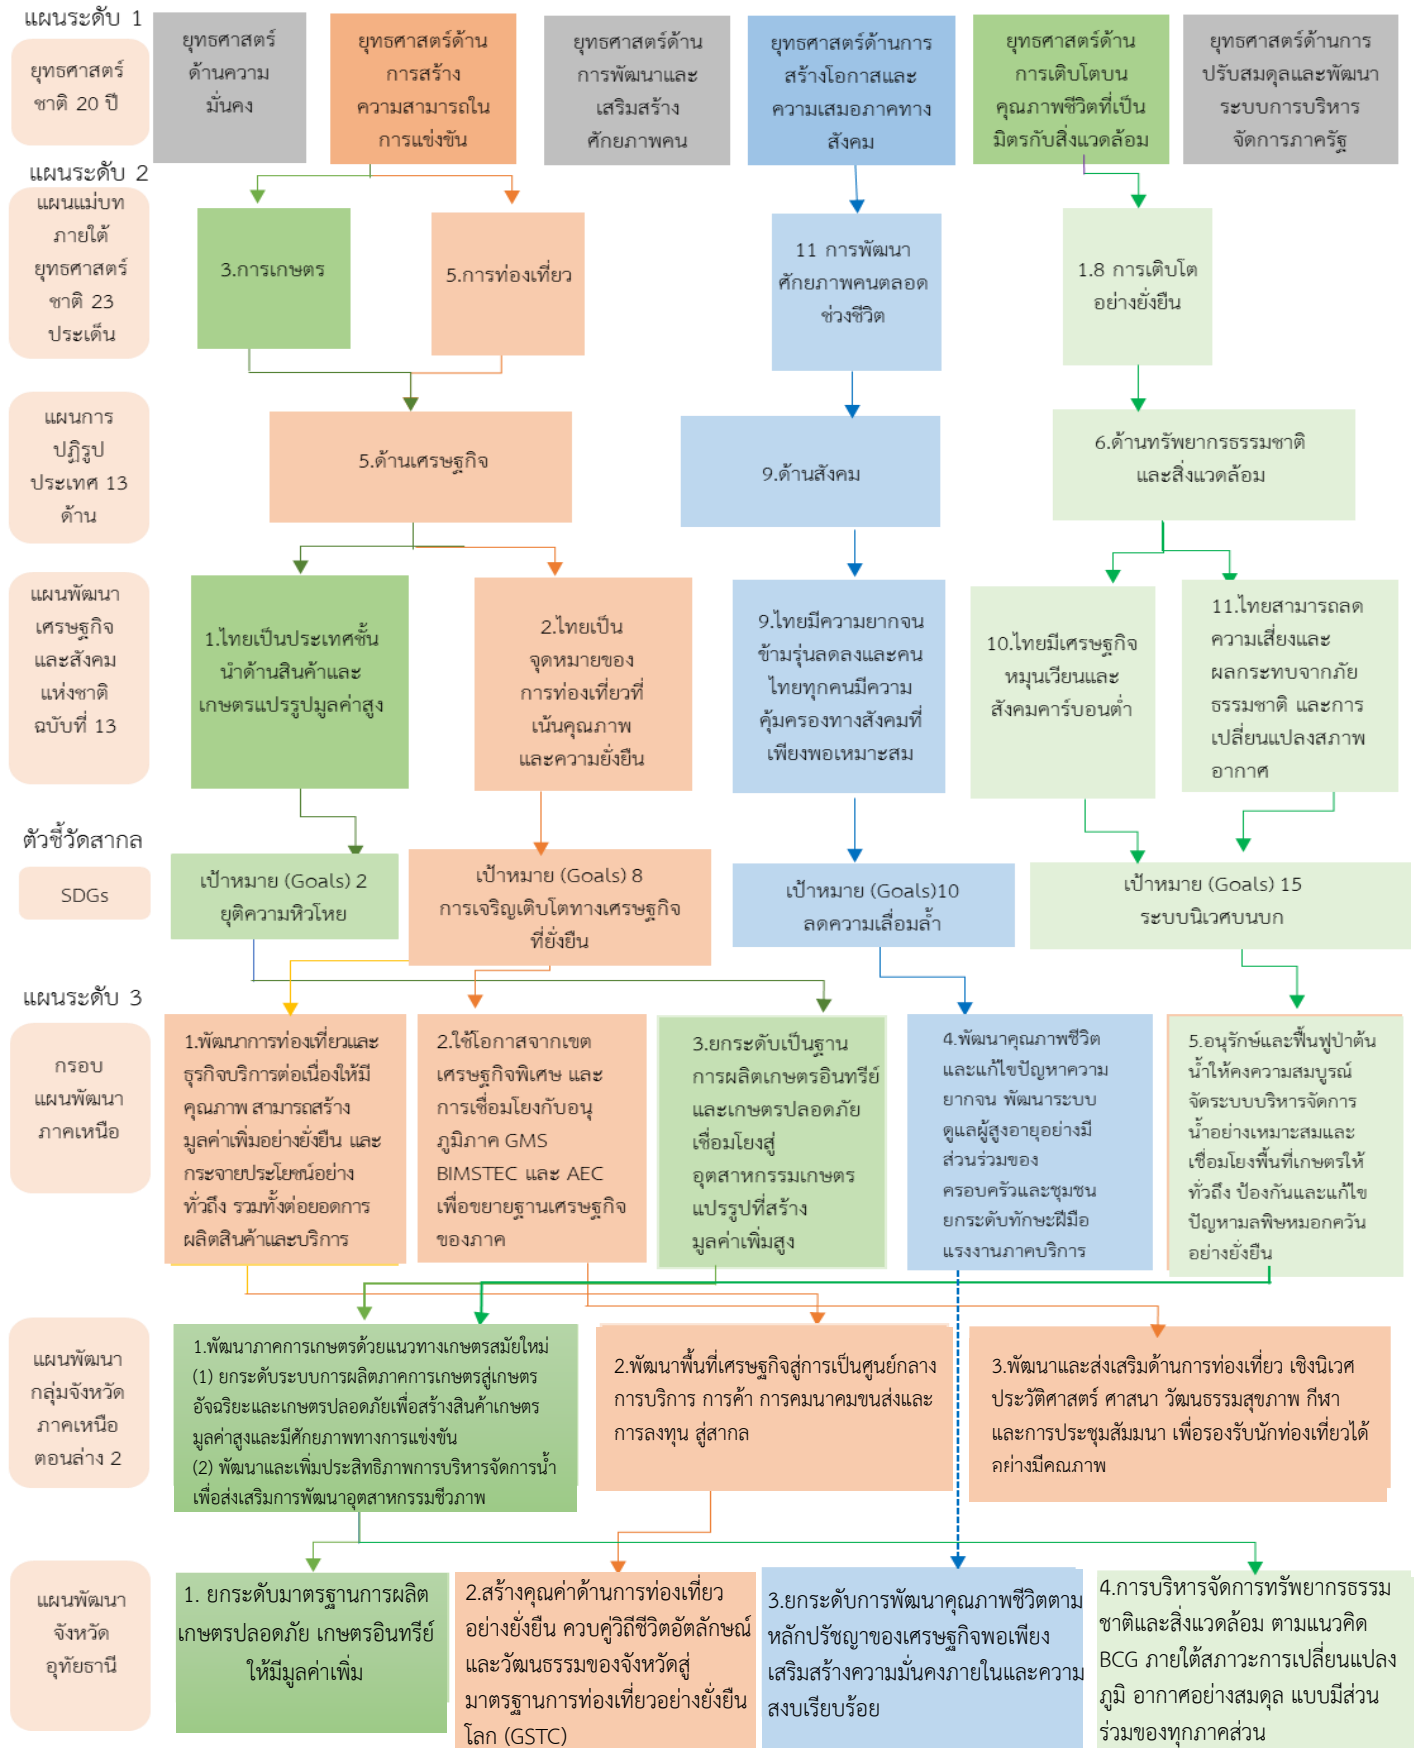 แผนระดับ 1
ยุทธศาสตร์
ชาติ 20 ปี
ยุทธศาสตร์
ด้านความ
มั่นคง
ยุทธศาสตร์ด้าน
การสร้าง
ความสามารถใน
การแข่งขัน
ยุทธศาสตร์ด้าน
การพัฒนาและ
เสริมสร้าง
ศักยภาพคน
ยุทธศาสตร์ด้านการ
สร้างโอกาสและ
ความเสมอภาคทาง
สังคม
ยุทธศาสตร์ด้าน
การเติบโตบน
คุณภาพชีวิตที่เป็น
มิตรกับสิ่งแวดล้อม
ยุทธศาสตร์ด้านการ
ปรับสมดุลและพัฒนา
ระบบการบริหาร
จัดการภาครัฐ
แผนระดับ 2
แผนแม่บท
ภายใต้
ยุทธศาสตร์
ชาติ 23
ประเด็น
3.การเกษตร
5.การท่องเที่ยว
11 การพัฒนา
ศักยภาพคนตลอด
ช่วงชีวิต
1.8 การเติบโต
อย่างยั่งยืน
แผนการ
ปฏิรูป
ประเทศ 13
ด้าน
5.ด้านเศรษฐกิจ
9.ด้านสังคม
6.ด้านทรัพยากรธรรมชาติ
และสิ่งแวดล้อม
แผนพัฒนา
เศรษฐกิจ
และสังคม
แห่งชาติ
ฉบับที่ 13
1.ไทยเป็นประเทศชั้น
นำด้านสินค้าและ
เกษตรแปรรูปมูลค่าสูง
2.ไทยเป็น
จุดหมายของ
การท่องเที่ยวที่
เน้นคุณภาพ
และความยั่งยืน
9.ไทยมีความยากจน
ข้ามรุ่นลดลงและคน
ไทยทุกคนมีความ
คุ้มครองทางสังคมที่
เพียงพอเหมาะสม
10.ไทยมีเศรษฐกิจ
หมุนเวียนและ
สังคมคาร์บอนต่ำ
11.ไทยสามารถลด
ความเสี่ยงและ
ผลกระทบจากภัย
ธรรมชาติ และการ
เปลี่ยนแปลงสภาพ
อากาศ
ตัวชี้วัดสากล
SDGs
เป้าหมาย (Goals) 2
ยุติความหิวโหย
เป้าหมาย (Goals) 8
การเจริญเติบโตทางเศรษฐกิจ
ที่ยั่งยืน
เป้าหมาย (Goals)10
ลดความเลื่อมล้ำ
เป้าหมาย (Goals) 15
ระบบนิเวศบนบก
แผนระดับ 3
กรอบ
แผนพัฒนา
ภาคเหนือ
1.พัฒนาการท่องเที่ยวและ
ธุรกิจบริการต่อเนื่องให้มี
คุณภาพ สามารถสร้าง
มูลค่าเพิ่มอย่างยั่งยืน และ
กระจายประโยชน์อย่าง
ทั่วถึง รวมทั้งต่อยอดการ
ผลิตสินค้าและบริการ
2.ใช้โอกาสจากเขต
เศรษฐกิจพิเศษ และ
การเชื่อมโยงกับอนุ
ภูมิภาค GMS
BIMSTEC และ AEC
เพื่อขยายฐานเศรษฐกิจ
ของภาค
3.ยกระดับเป็นฐาน
การผลิตเกษตรอินทรีย์
และเกษตรปลอดภัย
เชื่อมโยงสู่
อุตสาหกรรมเกษตร
แปรรูปที่สร้าง
มูลค่าเพิ่มสูง
4.พัฒนาคุณภาพชีวิต
และแก้ไขปัญหาความ
ยากจน พัฒนาระบบ
ดูแลผู้สูงอายุอย่างมี
ส่วนร่วมของ
ครอบครัวและชุมชน
ยกระดับทักษะฝีมือ
แรงงานภาคบริการ
5.อนุรักษ์และฟื้นฟูป่าต้น
น้ำให้คงความสมบูรณ์
จัดระบบบริหารจัดการ
น้ำอย่างเหมาะสมและ
เชื่อมโยงพื้นที่เกษตรให้
ทั่วถึง ป้องกันและแก้ไข
ปัญหามลพิษหมอกควัน
อย่างยั่งยืน
แผนพัฒนา
กลุ่มจังหวัด
ภาคเหนือ
ตอนล่าง 2
1.พัฒนาภาคการเกษตรด้วยแนวทางเกษตรสมัยใหม่
(1) ยกระดับระบบการผลิตภาคการเกษตรสู่เกษตร
อัจฉริยะและเกษตรปลอดภัยเพื่อสร้างสินค้าเกษตร
มูลค่าสูงและมีศักยภาพทางการแข่งขัน
(2) พัฒนาและเพิ่มประสิทธิภาพการบริหารจัดการน้ำ
เพื่อส่งเสริมการพัฒนาอุตสาหกรรมชีวภาพ
2.พัฒนาพื้นที่เศรษฐกิจสู่การเป็นศูนย์กลาง
การบริการ การค้า การคมนาคมขนส่งและ
การลงทุน สู่สากล
3.พัฒนาและส่งเสริมด้านการท่องเที่ยว เชิงนิเวศ
ประวัติศาสตร์ ศาสนา วัฒนธรรมสุขภาพ กีฬา
และการประชุมสัมมนา เพื่อรองรับนักท่องเที่ยวได้
อย่างมีคณภาพ
แผนพัฒนา
จังหวัด
อุทัยธานี
1. ยกระดับมาตรฐานการผลิต
เกษตรปลอดภัย เกษตรอินทรีย์
ให้มีมูลค่าเพิ่ม
2.สร้างคุณค่าด้านการท่องเที่ยว
อย่างยั่งยืน ควบคู่วิถีชีวิตอัตลักษณ์
และวัฒนธรรมของจังหวัดสู่
มาตรฐานการท่องเที่ยวอย่างยั่งยืน
โลก (GSTC)
3.ยกระดับการพัฒนาคุณภาพชีวิตตาม
หลักปรัชญาของเศรษฐกิจพอเพียง
เสริมสร้างความมั่นคงภายในและความ
สงบเรียบร้อย
4.การบริหารจัดการทรัพยากรธรรม
ชาติและสิ่งแวดล้อม ตามแนวคิด
BCG ภายใต้สภาวะการเปลี่ยนแปลง
ภูมิ อากาศอย่างสมดุล แบบมีส่วน
ร่วมของทุกภาคส่วน